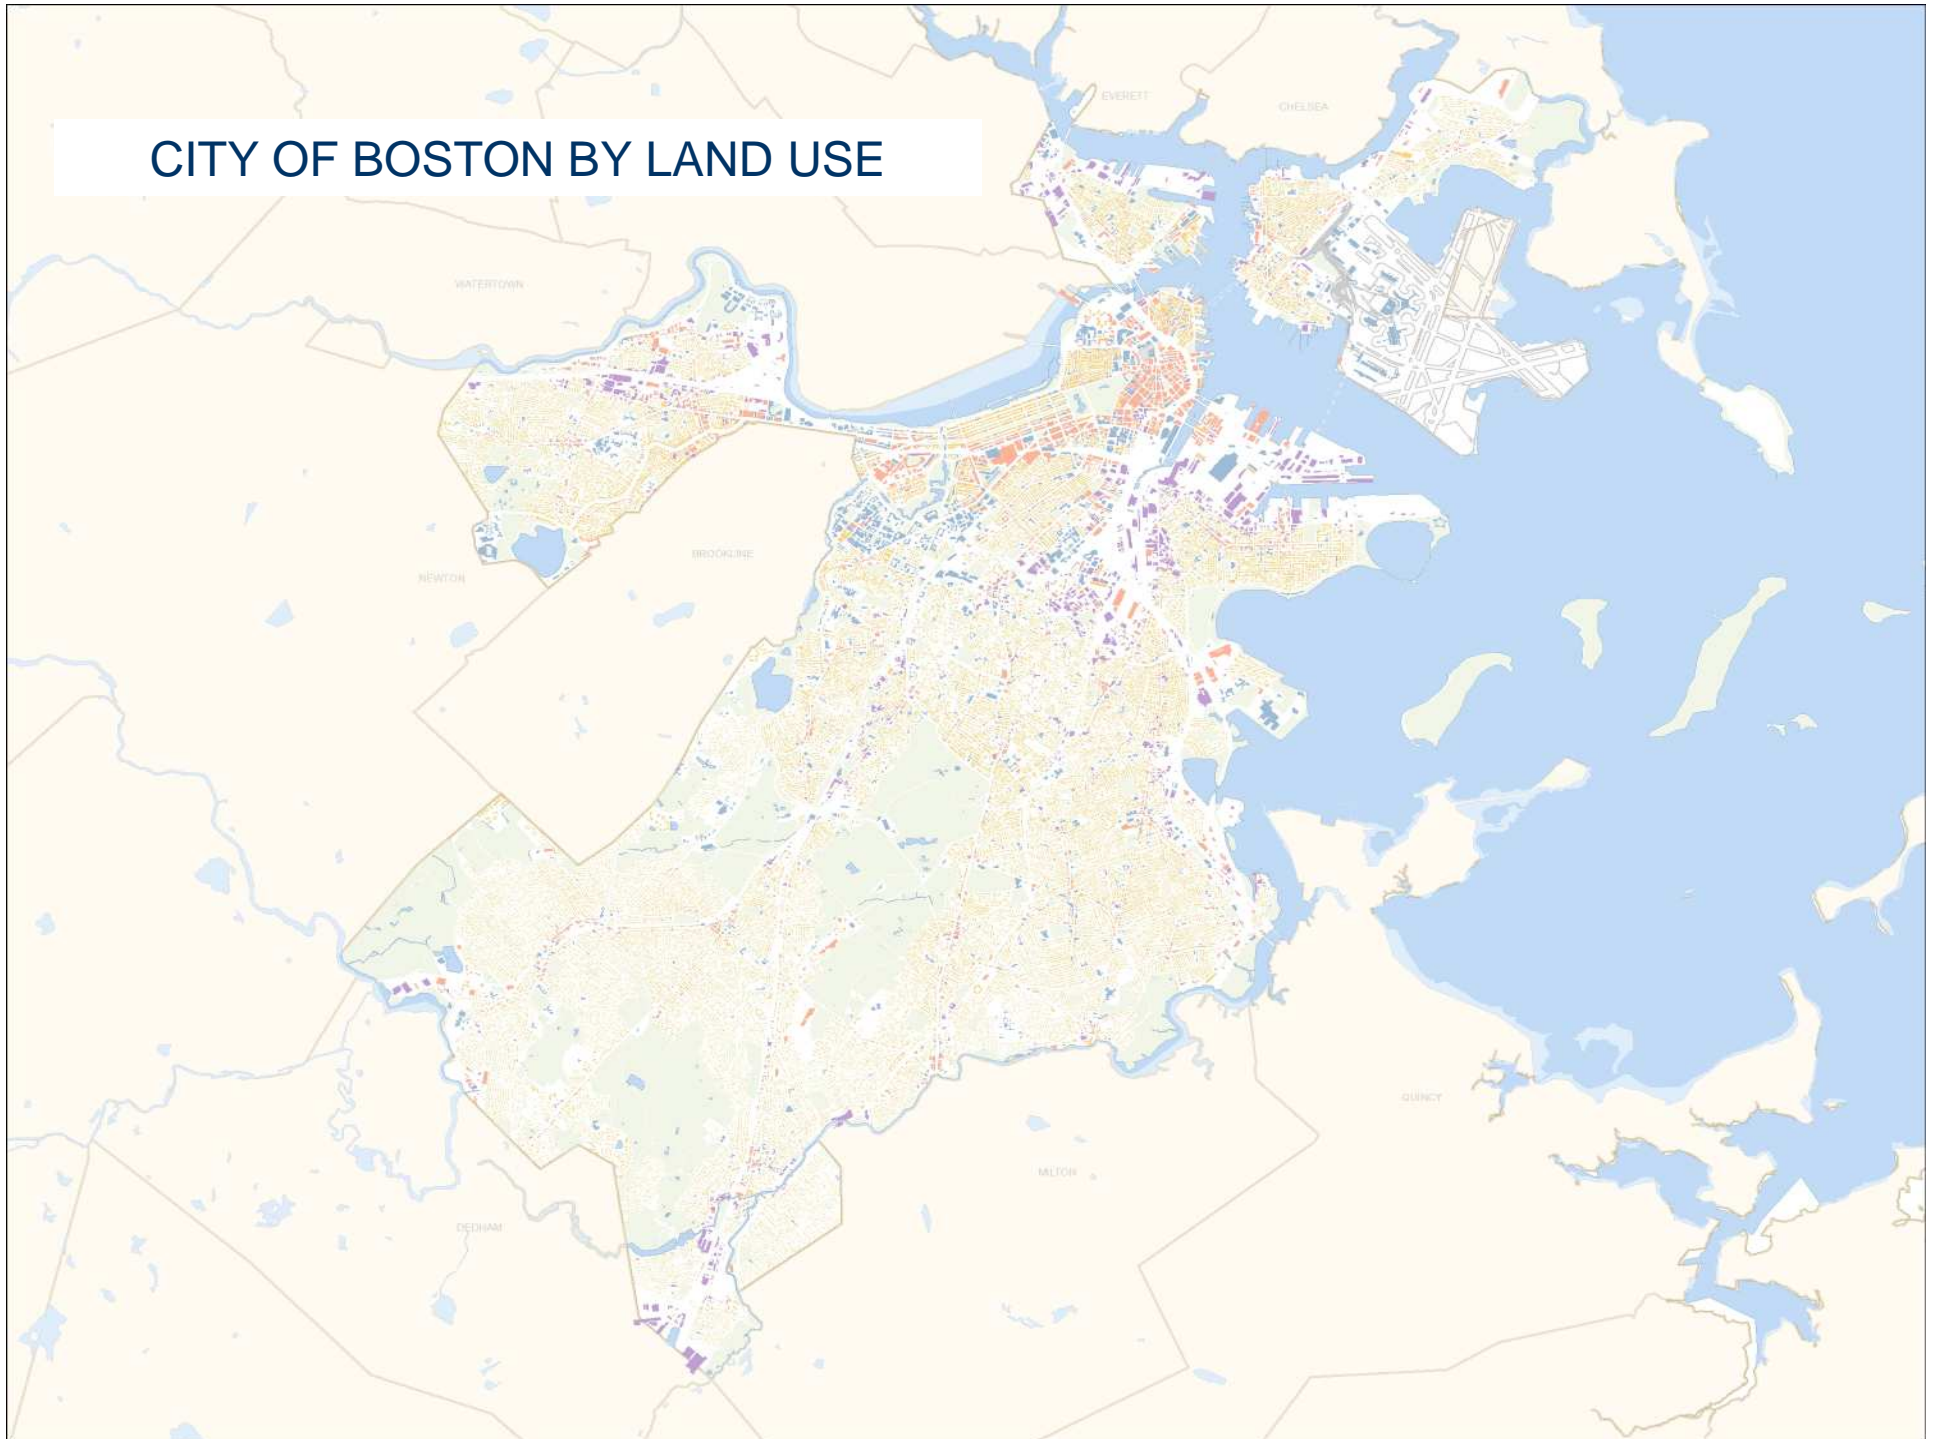 CITY OF BOSTON BY LAND USE
EVERETT
CHELSEA
WATERTOWN
BROOKLINE
NEWTON
QUINCY
MILTON
DEDHAM